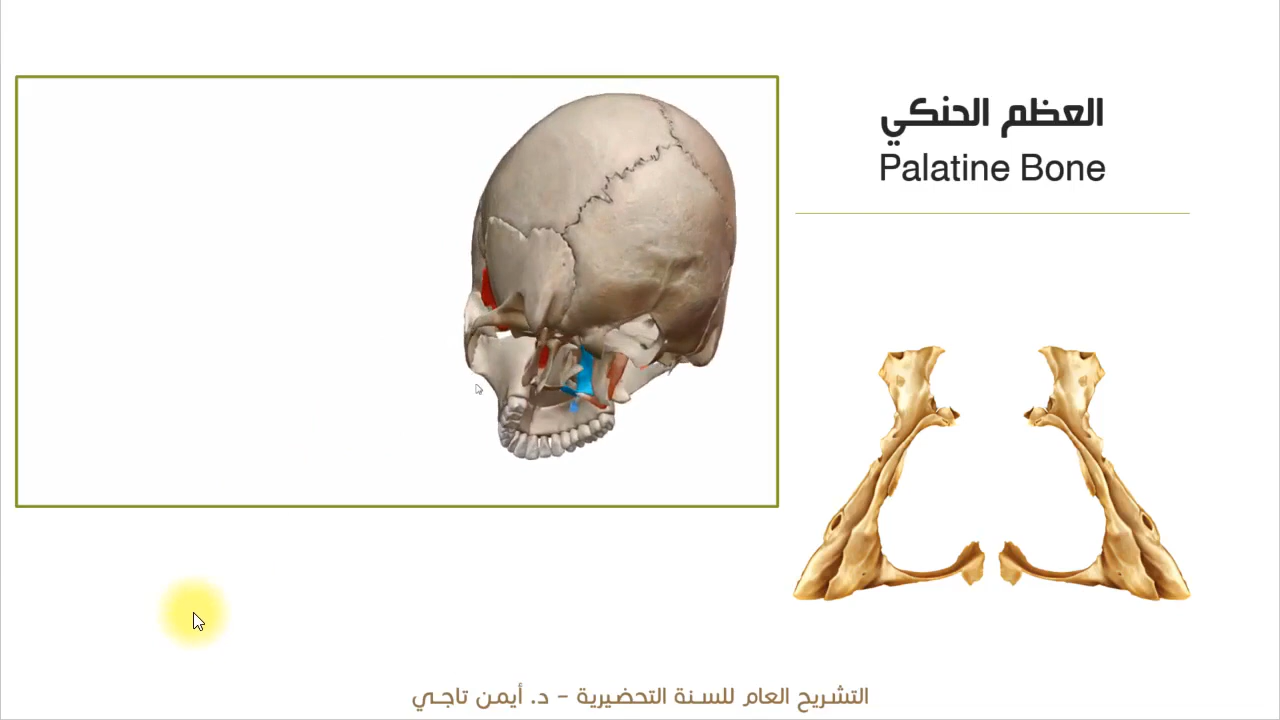 العظم الحنكي
Palatine Bone
التشريح العام للسنة التحضيرية - د. أيمن تاجي